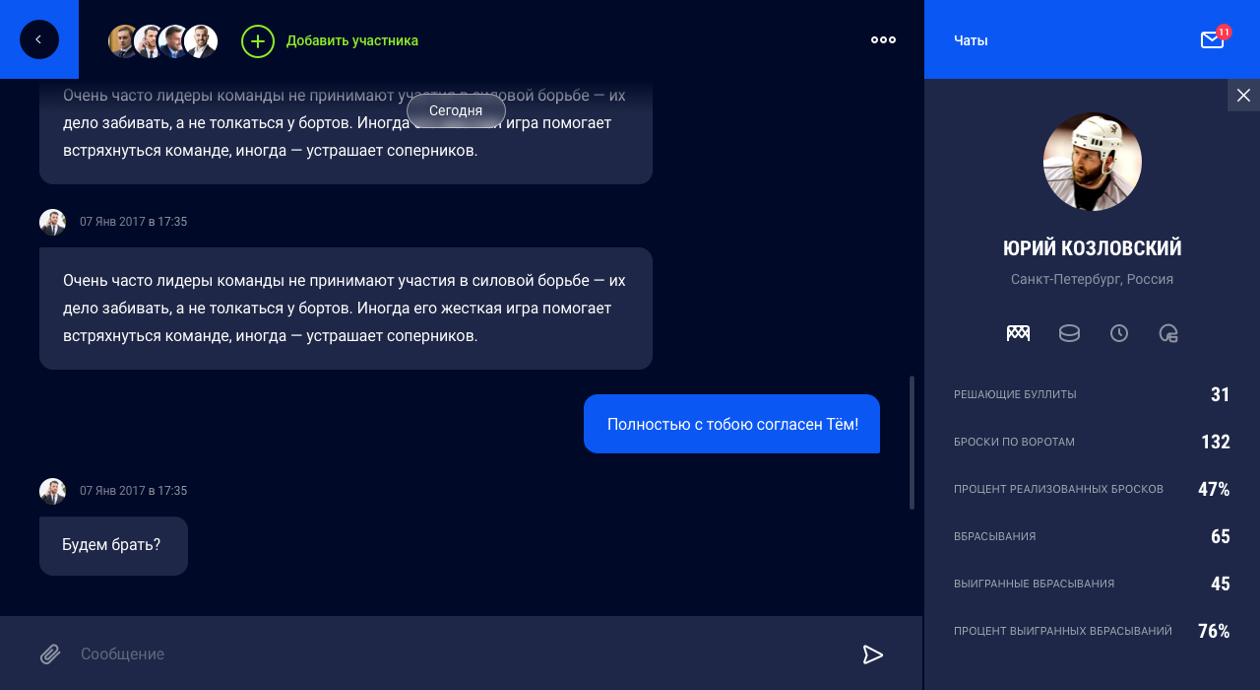 Добавить участника
Чаты
11
Очень часто лидеры команды не принимают участия в силовой борьбе — их
Сегодня
дело забивать, а не толкаться у бортов. Иногда игра помогает
встряхнуться команде, иногда — устрашает соперников.
07 Янв 2017 в 17:35
Очень часто лидеры команды не принимают участия в силовой борьбе — их
дело забивать, а не толкаться у бортов. Иногда его жесткая игра помогает
встряхнуться команде, иногда — устрашает соперников.
Полностью с тобою согласен Тём!
07 Янв 2017 в 17:35
Будем брать?
Сообщение
ЮРИЙ КОЗЛОВСКИЙ
Санкт-Петербург, Россия
РЕШАЮЩИЕ БУЛЛИТЫ 31
БРОСКИ ПО ВОРОТАМ 132
ПРОЦЕНТ РЕАЛИЗОВАННЫХ БРОСКОВ 47%
ВБРАСЫВАНИЯ 65
ВЫИГРАННЫЕ ВБРАСЫВАНИЯ 45
ПРОЦЕНТ ВЫИГРАННЫХ ВБРАСЫВАНИЙ 76%